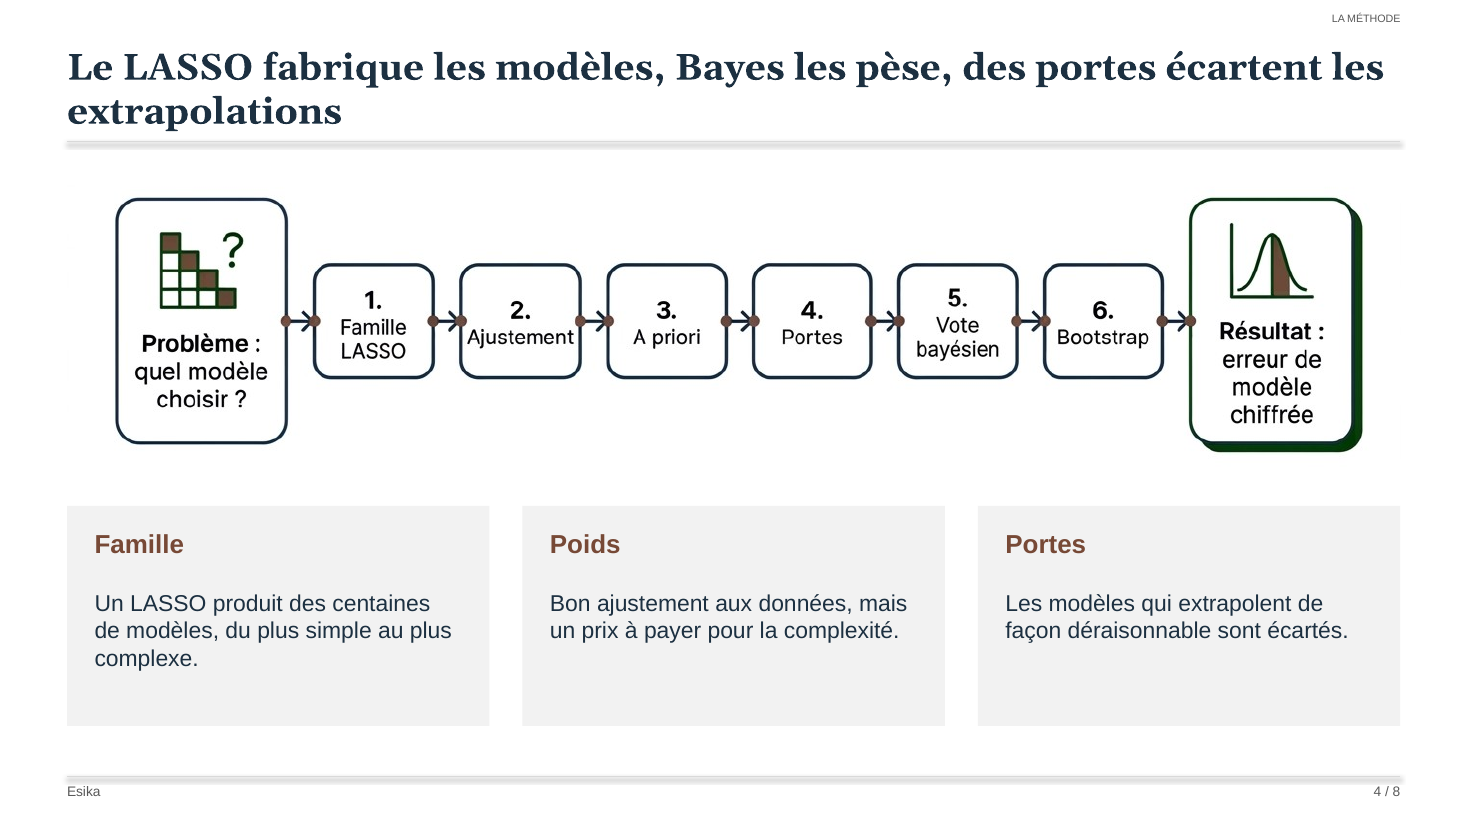 LA MÉTHODE
Le LASSO fabrique les modèles, Bayes les pèse, des portes écartent les
extrapolations
?
Problème :
quel modèle
choisir ?
1.
Famille
LASSO
2.
Ajustement
3.
A priori
4.
Portes
5.
Vote
bayésien
6.
Bootstrap
Résultat :
erreur de
modèle
chiffrée
Famille
Un LASSO produit des centaines
de modèles, du plus simple au plus
complexe.
Poids
Bon ajustement aux données, mais
un prix à payer pour la complexité.
Portes
Les modèles qui extrapolent de
façon déraisonnable sont écartés.
Esika
4 / 8